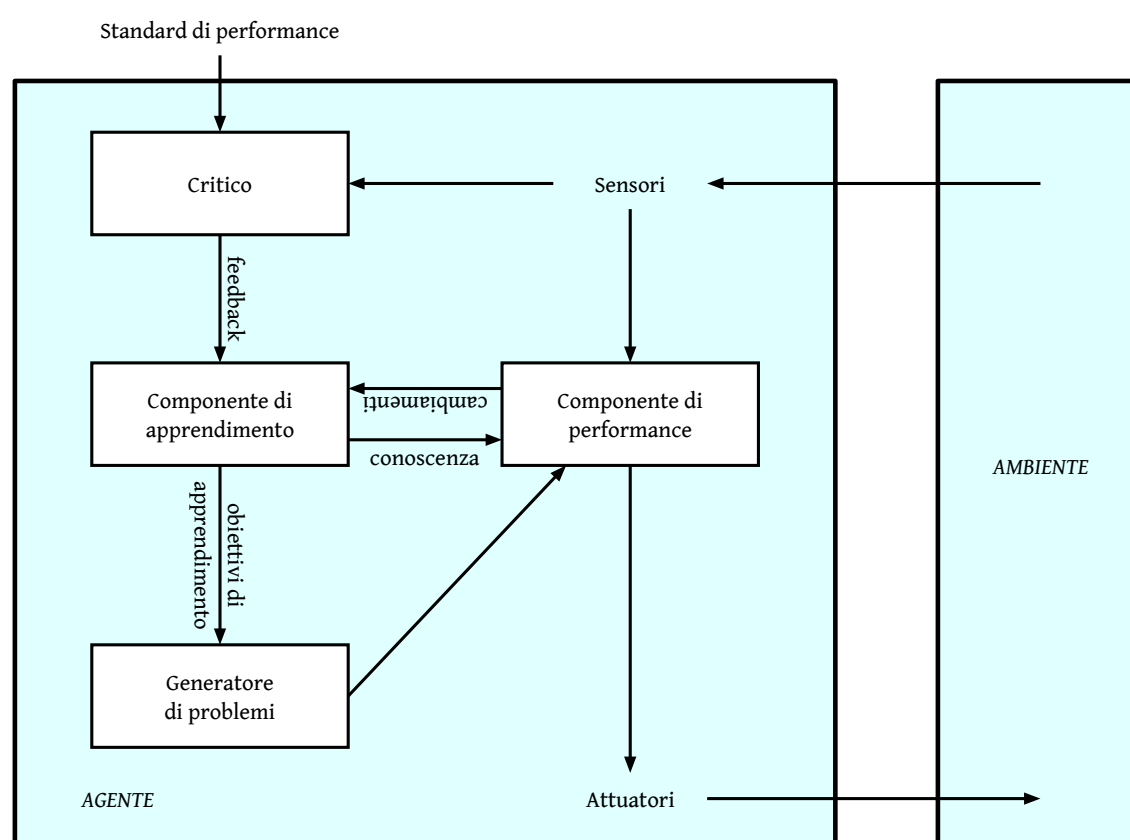 Standard di performance
Critico
Sensori
feedback
Componente di
apprendimento
cambiamenti
conoscenza
Componente di
performance
AMBIENTE
obiettivi di
apprendimento
Generatore
di problemi
AGENTE
Attuatori